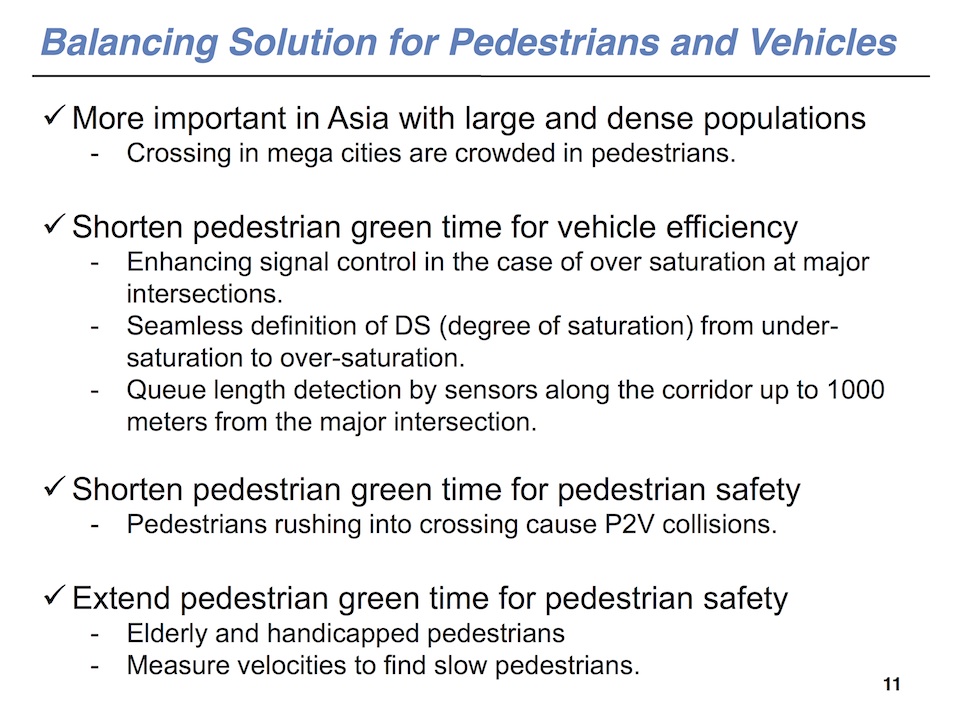 Balancing Solution for Pedestrians and Vehicles
✓ More important in Asia with large and dense populations
- Crossing in mega cities are crowded in pedestrians.
✓ Shorten pedestrian green time for vehicle efficiency
- Enhancing signal control in the case of over saturation at major
intersections.
- Seamless definition of DS (degree of saturation) from under-
saturation to over-saturation.
- Queue length detection by sensors along the corridor up to 1000
meters from the major intersection.
✓ Shorten pedestrian green time for pedestrian safety
- Pedestrians rushing into crossing cause P2V collisions.
✓ Extend pedestrian green time for pedestrian safety
- Elderly and handicapped pedestrians
- Measure velocities to find slow pedestrians.
11